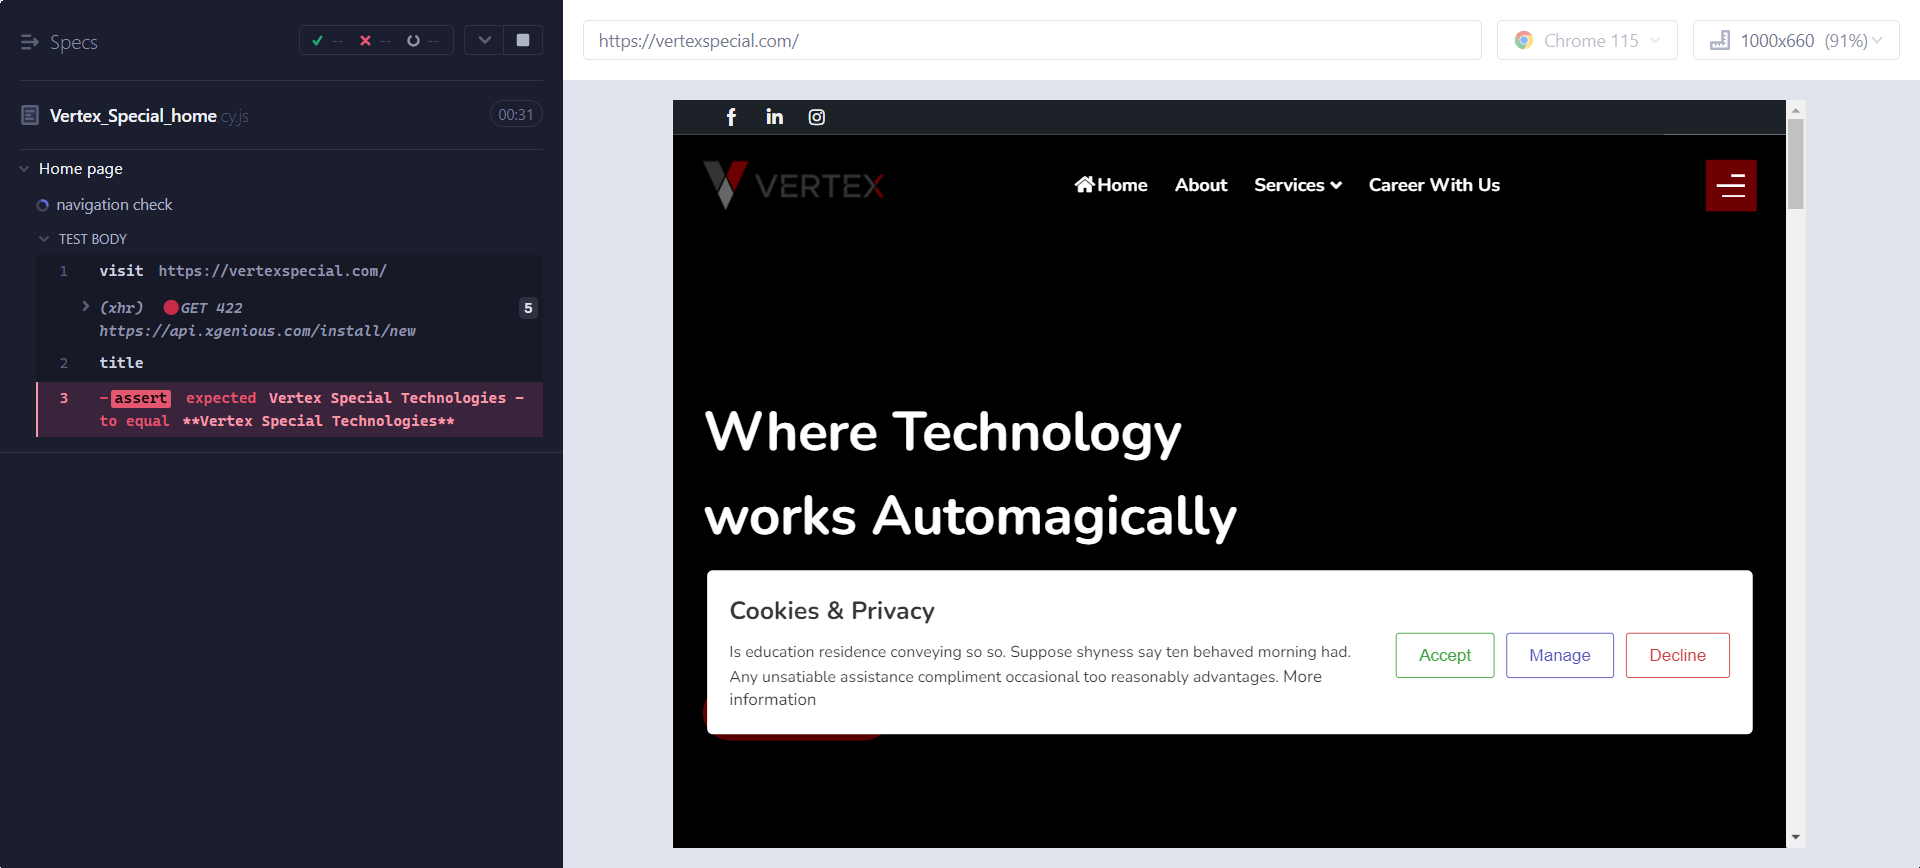 Specs
-- -- --
Vertex_Special_home.cy.js
00:31
Home page
navigation check
TEST BODY
1 visit https://vertexspecial.com/
(xhr) GET 422 5
https://api.xgenious.com/install/new
2 title
3 -assert expected Vertex Special Technologies -
to equal **Vertex Special Technologies**
https://vertexspecial.com/
Chrome 115
1000x660 (91%)
VERTEX
Home About Services Career With Us
Where Technology
works Automagically
Cookies & Privacy
Is education residence conveying so so. Suppose shyness say ten behaved morning had.
Any unsatiable assistance compliment occasional too reasonably advantages. More
information
Accept Manage Decline